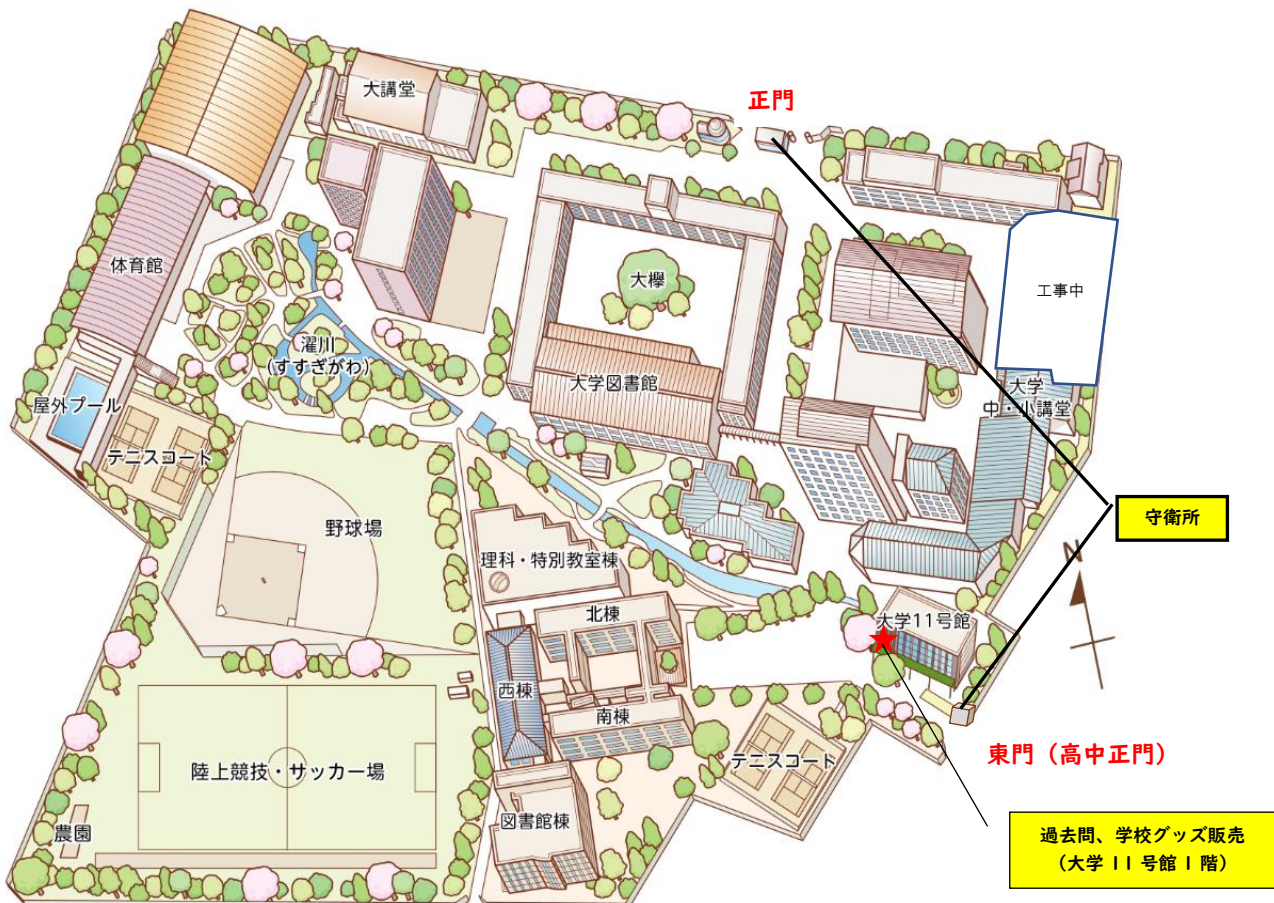 大講堂
正門
体育館
大欅
工事中
濯川
(すすぎがわ)
大学図書館
大学
中・小講堂
屋外プール
テニスコート
野球場
守衛所
N
理科・特別教室棟
北棟
大学11号館
西棟
南棟
東門（高中正門）
陸上競技・サッカー場
テニスコート
図書館棟
農園
過去問、学校グッズ販売
（大学 11 号館 1 階）